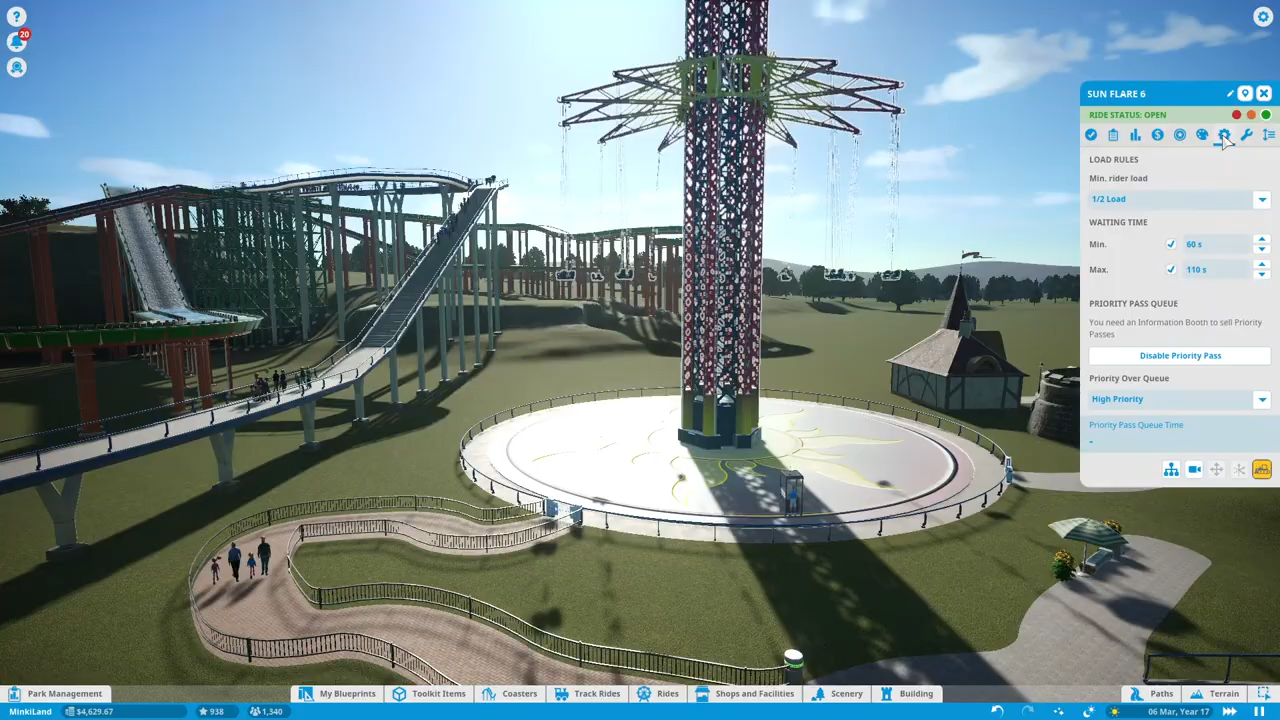 ?
20
SUN FLARE 6
RIDE STATUS: OPEN
LOAD RULES
Min. rider load
1/2 Load
WAITING TIME
Min. 60 s
Max. 110 s
PRIORITY PASS QUEUE
You need an Information Booth to sell Priority
Passes
Disable Priority Pass
Priority Over Queue
High Priority
Priority Pass Queue Time
-
Park Management My Blueprints Toolkit Items Coasters Track Rides Rides Shops and Facilities Scenery Building Paths Terrain
MinkiLand $4,629.67 938 1,340 06 Mar, Year 17